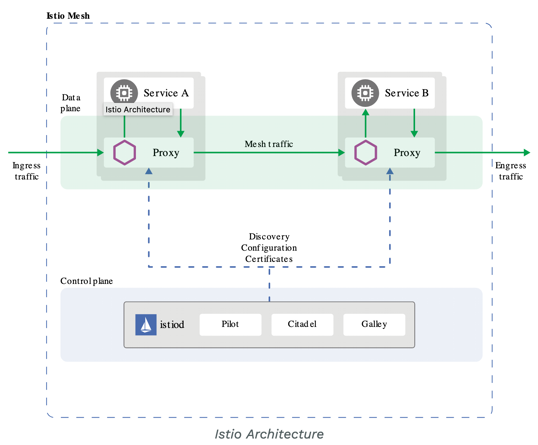 Istio Mesh
Service A
Service B
Istio Architecture
Data
plane
Proxy
Mesh traffic
Proxy
Ingress
traffic
Engress
traffic
Discovery
Configuration
Certificates
Control plane
istiod
Pilot
Citadel
Galley
Istio Architecture